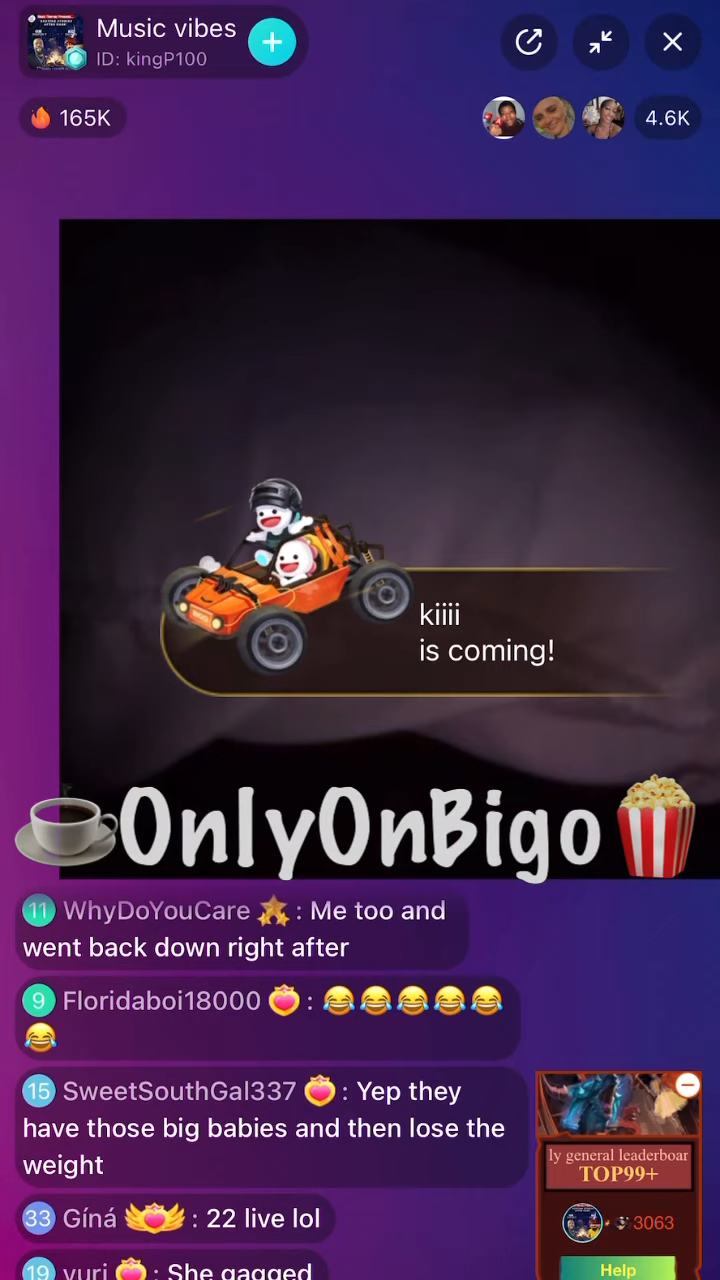 Music vibes
ID: kingP100
165K
4.6K
kiiii
is coming!
OnlyOnBigo
11 WhyDoYouCare : Me too and
went back down right after
9 Floridaboi18000 : 😂😂😂😂😂
😂
15 SweetSouthGal337 : Yep they
have those big babies and then lose the
weight
33 Gíná : 22 live lol
19 yuri : She gagged
ly general leaderboar
TOP99+
3063
Help